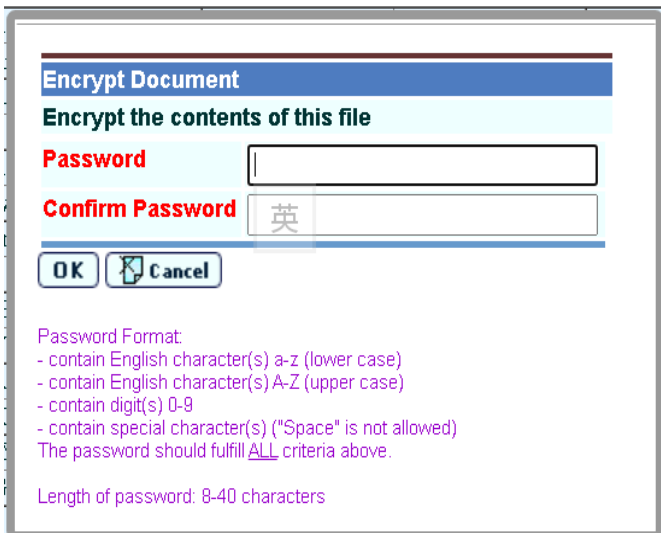 Encrypt Document
Encrypt the contents of this file
Password
Confirm Password
英
OK Cancel
Password Format:
- contain English character(s) a-z (lower case)
- contain English character(s) A-Z (upper case)
- contain digit(s) 0-9
- contain special character(s) ("Space" is not allowed)
The password should fulfill ALL criteria above.
Length of password: 8-40 characters